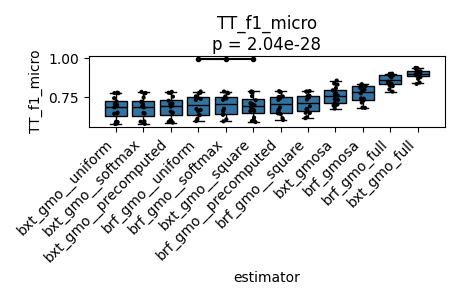 TT_f1_micro
p = 2.04e-28
TT_f1_micro
1.00
0.75
bxt_gmo__uniform
bxt_gmo__softmax
bxt_gmo__precomputed
brf_gmo__uniform
brf_gmo__softmax
bxt_gmo__square
brf_gmo__precomputed
brf_gmo__square
bxt_gmosa
brf_gmosa
brf_gmo_full
bxt_gmo_full
estimator